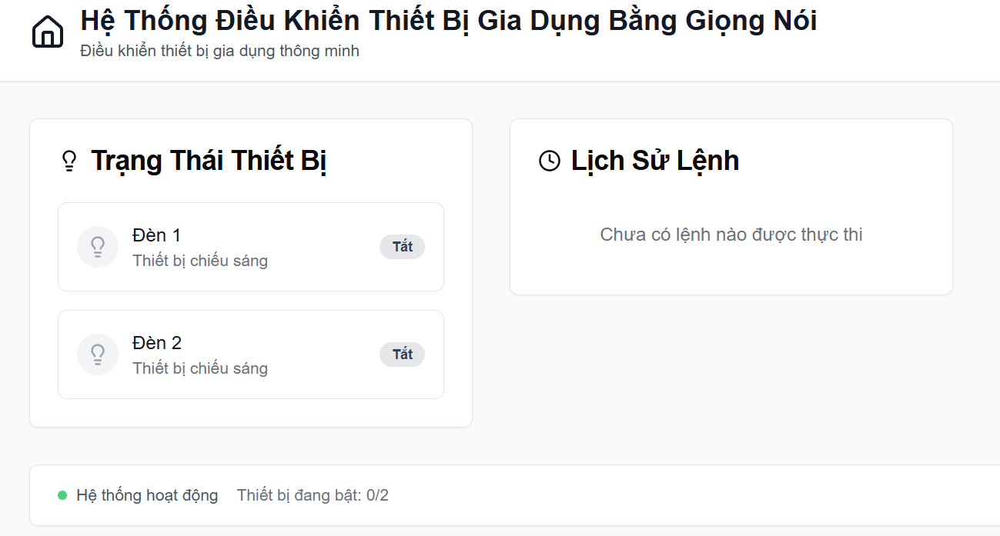 Hệ Thống Điều Khiển Thiết Bị Gia Dụng Bằng Giọng Nói
Điều khiển thiết bị gia dụng thông minh
Trạng Thái Thiết Bị
Đèn 1
Thiết bị chiếu sáng
Tắt
Đèn 2
Thiết bị chiếu sáng
Tắt
Lịch Sử Lệnh
Chưa có lệnh nào được thực thi
Hệ thống hoạt động
Thiết bị đang bật: 0/2